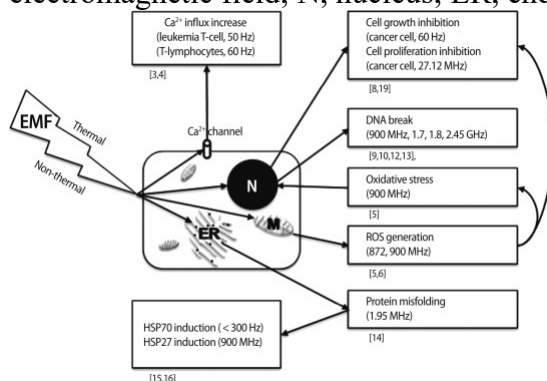 electromagnetic field; N, nucleus; ER,
Ca²⁺ influx increase
(leukemia T-cell, 50 Hz)
(T-lymphocytes, 60 Hz)
[3,4]
Cell growth inhibition
(cancer cell, 60 Hz)
Cell proliferation inhibition
(cancer cell, 27.12 MHz)
[8,19]
EMF
Thermal
Non-thermal
Ca²⁺ channel
DNA break
(900 MHz, 1.7, 1.8, 2.45 GHz)
[9,10,12,13],
N
Oxidative stress
(900 MHz)
[5]
M
ER
ROS generation
(872, 900 MHz)
[5,6]
Protein misfolding
(1.95 MHz)
[14]
HSP70 induction ( < 300 Hz)
HSP27 induction (900 MHz)
[15,16]